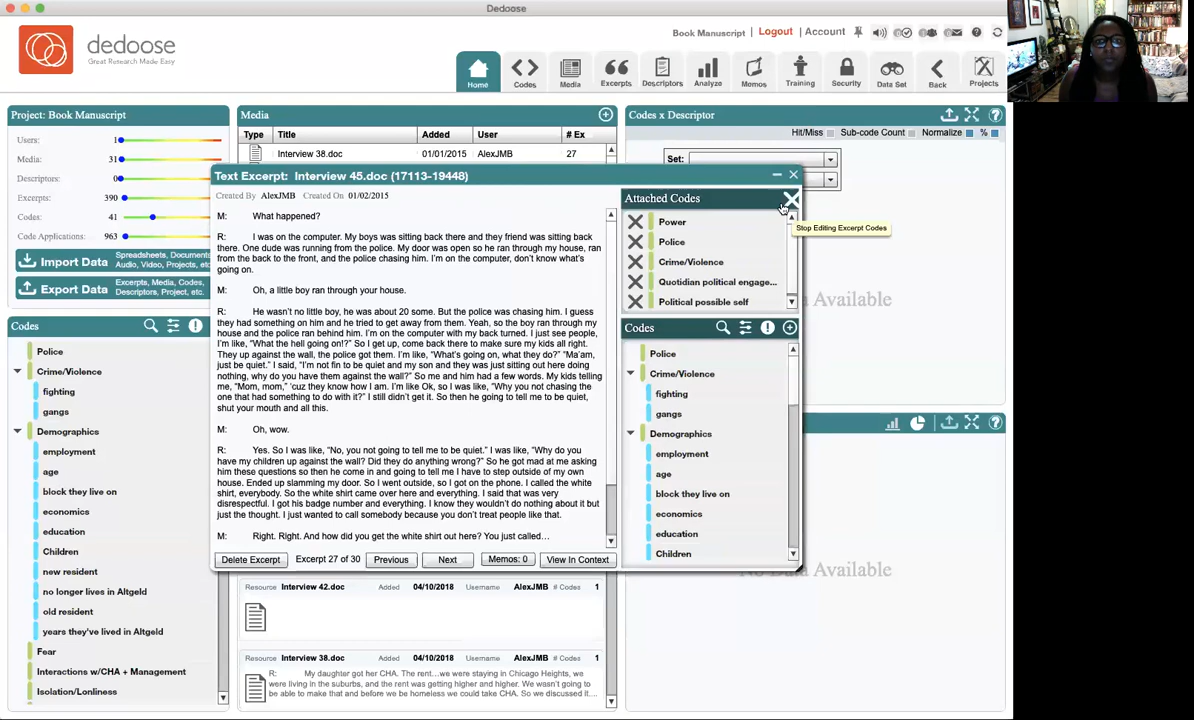 Dedoose
dedoose
Great Research Made Easy
Book Manuscript | Logout | Account
Home
Codes
Media
Excerpts
Descriptors
Analyze
Memos
Training
Security
Data Set
Back
Projects
Project: Book Manuscript
Users: 1
Media: 31
Descriptors: 0
Excerpts: 390
Codes: 41
Code Applications: 963
Import Data
Spreadsheets, Documents
Audio, Video, Projects, etc
Export Data
Excerpts, Media, Codes,
Descriptors, Project, etc.
Media
Type Title Added User # Ex
Interview 38.doc 01/01/2015 AlexJMB 27
Codes x Descriptor
Hit/Miss Sub-code Count Normalize %
Set:
Text Excerpt: Interview 45.doc (17113-19448)
Created By AlexJMB Created On 01/02/2015
M: What happened?
R: I was on the computer. My boys was sitting back there and they friend was sitting back
there. One dude was running from the police. My door was open so he ran through my house, ran
from the back to the front, and the police chasing him. I'm on the computer, don't know what's
going on.
M: Oh, a little boy ran through your house.
R: He wasn't no little boy, he was about 20 some. But the police was chasing him. I guess
they had something on him and he tried to get away from them. Yeah, so the boy ran through my
house and the police ran behind him. I'm on the computer with my back turned. I just see people,
I'm like, "What the hell going on!?" So I get up, come back there to make sure my kids all right.
They up against the wall, the police got them. I'm like, "What's going on, what they do?" "Ma'am,
just be quiet." I said, "I'm not fin to be quiet and my son and they was just sitting out here doing
nothing, why do you have them against the wall?" So me and him had a few words. My kids telling
me, "Mom, mom," 'cuz they know how I am. I'm like Ok, so I was like, "Why you not chasing the
one that had something to do with it?" I still didn't get it. So then he going to tell me to be quiet,
shut your mouth and all this.
M: Oh, wow.
R: Yes. So I was like, "No, you not going to tell me to be quiet." I was like, "Why do you
have my children up against the wall? Did they do anything wrong?" So he got mad at me asking
him these questions so then he come in and going to tell me I have to step outside of my own
house. Ended up slamming my door. So I went outside, so I got on the phone. I called the white
shirt, everybody. So the white shirt came over here and everything. I said that was very
disrespectful. I got his badge number and everything. I know they wouldn't do nothing about it but
just the thought. I just wanted to call somebody because you don't treat people like that.
M: Right. Right. And how did you get the white shirt out here? You just called…
Delete Excerpt Excerpt 27 of 30 Previous Next Memos: 0 View In Context
Attached Codes
Stop Editing Excerpt Codes
Power
Police
Crime/Violence
Quotidian political engage...
Political possible self
Codes
Police
Crime/Violence
fighting
gangs
Demographics
employment
age
block they live on
economics
education
Children
Available
No Data Available
Codes
Police
Crime/Violence
fighting
gangs
Demographics
employment
age
block they live on
economics
education
Children
new resident
no longer lives in Altgeld
old resident
years they've lived in Altgeld
Fear
Interactions w/CHA + Management
Isolation/Lonliness
Resource Interview 42.doc Added 04/10/2018 Username AlexJMB # Codes 1
Resource Interview 38.doc Added 04/10/2018 Username AlexJMB # Codes 1
R: My daughter got her CHA. The rent…we were staying in Chicago Heights, we
were living in the suburbs, and the rent was getting higher and higher. We wasn't going to
be able to make that and before we be homeless we could take CHA. So we discussed it....